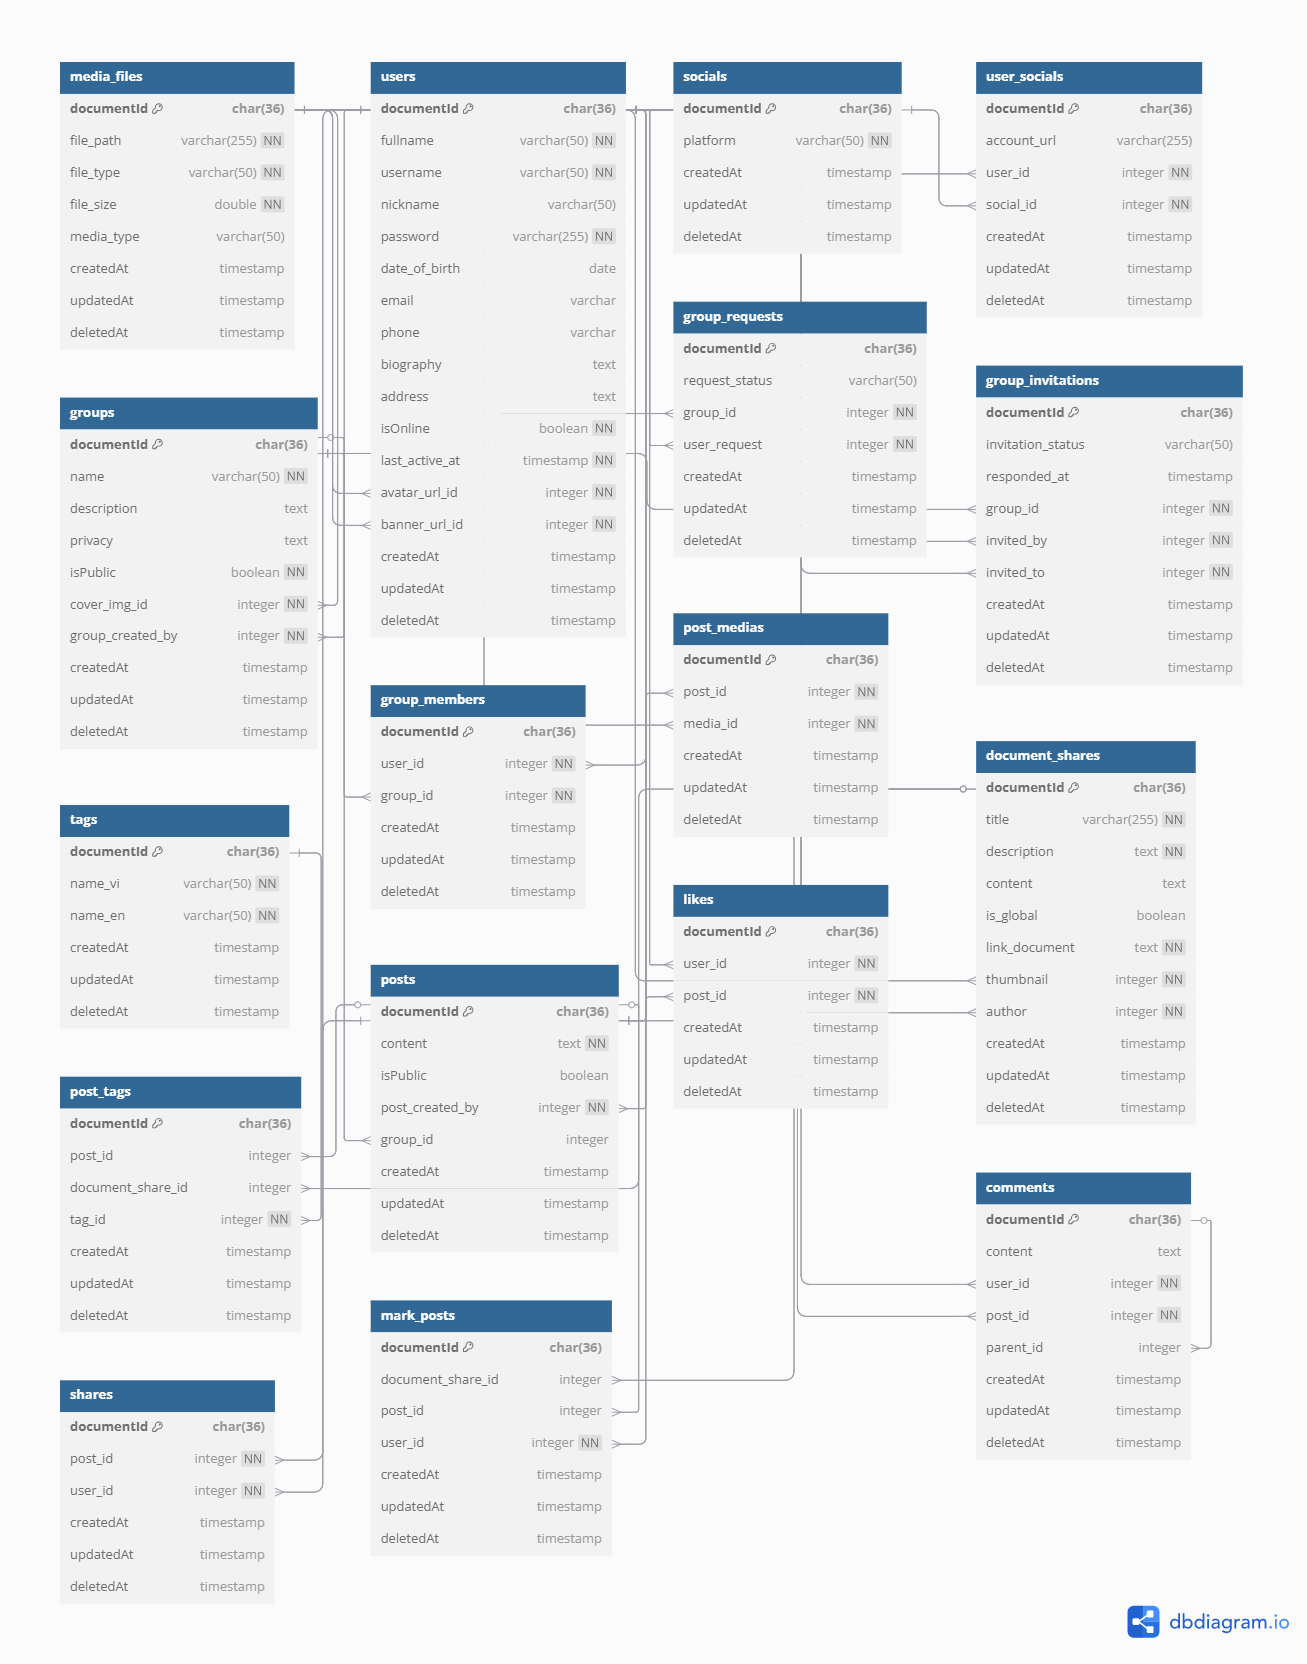 media_files
documentId char(36)
file_path varchar(255) NN
file_type varchar(50) NN
file_size double NN
media_type varchar(50)
createdAt timestamp
updatedAt timestamp
deletedAt timestamp
groups
documentId char(36)
name varchar(50) NN
description text
privacy text
isPublic boolean NN
cover_img_id integer NN
group_created_by integer NN
createdAt timestamp
updatedAt timestamp
deletedAt timestamp
tags
documentId char(36)
name_vi varchar(50) NN
name_en varchar(50) NN
createdAt timestamp
updatedAt timestamp
deletedAt timestamp
post_tags
documentId char(36)
post_id integer
document_share_id integer
tag_id integer NN
createdAt timestamp
updatedAt timestamp
deletedAt timestamp
shares
documentId char(36)
post_id integer NN
user_id integer NN
createdAt timestamp
updatedAt timestamp
deletedAt timestamp
users
documentId char(36)
fullname varchar(50) NN
username varchar(50) NN
nickname varchar(50)
password varchar(255) NN
date_of_birth date
email varchar
phone varchar
biography text
address text
isOnline boolean NN
last_active_at timestamp NN
avatar_url_id integer NN
banner_url_id integer NN
createdAt timestamp
updatedAt timestamp
deletedAt timestamp
group_members
documentId char(36)
user_id integer NN
group_id integer NN
createdAt timestamp
updatedAt timestamp
deletedAt timestamp
posts
documentId char(36)
content text NN
isPublic boolean
post_created_by integer NN
group_id integer
createdAt timestamp
updatedAt timestamp
deletedAt timestamp
mark_posts
documentId char(36)
document_share_id integer
post_id integer
user_id integer NN
createdAt timestamp
updatedAt timestamp
deletedAt timestamp
socials
documentId char(36)
platform varchar(50) NN
createdAt timestamp
updatedAt timestamp
deletedAt timestamp
group_requests
documentId char(36)
request_status varchar(50)
group_id integer NN
user_request integer NN
createdAt timestamp
updatedAt timestamp
deletedAt timestamp
post_medias
documentId char(36)
post_id integer NN
media_id integer NN
createdAt timestamp
updatedAt timestamp
deletedAt timestamp
likes
documentId char(36)
user_id integer NN
post_id integer NN
createdAt timestamp
updatedAt timestamp
deletedAt timestamp
user_socials
documentId char(36)
account_url varchar(255)
user_id integer NN
social_id integer NN
createdAt timestamp
updatedAt timestamp
deletedAt timestamp
group_invitations
documentId char(36)
invitation_status varchar(50)
responded_at timestamp
group_id integer NN
invited_by integer NN
invited_to integer NN
createdAt timestamp
updatedAt timestamp
deletedAt timestamp
document_shares
documentId char(36)
title varchar(255) NN
description text NN
content text
is_global boolean
link_document text NN
thumbnail integer NN
author integer NN
createdAt timestamp
updatedAt timestamp
deletedAt timestamp
comments
documentId char(36)
content text
user_id integer NN
post_id integer NN
parent_id integer
createdAt timestamp
updatedAt timestamp
deletedAt timestamp
dbdiagram.io